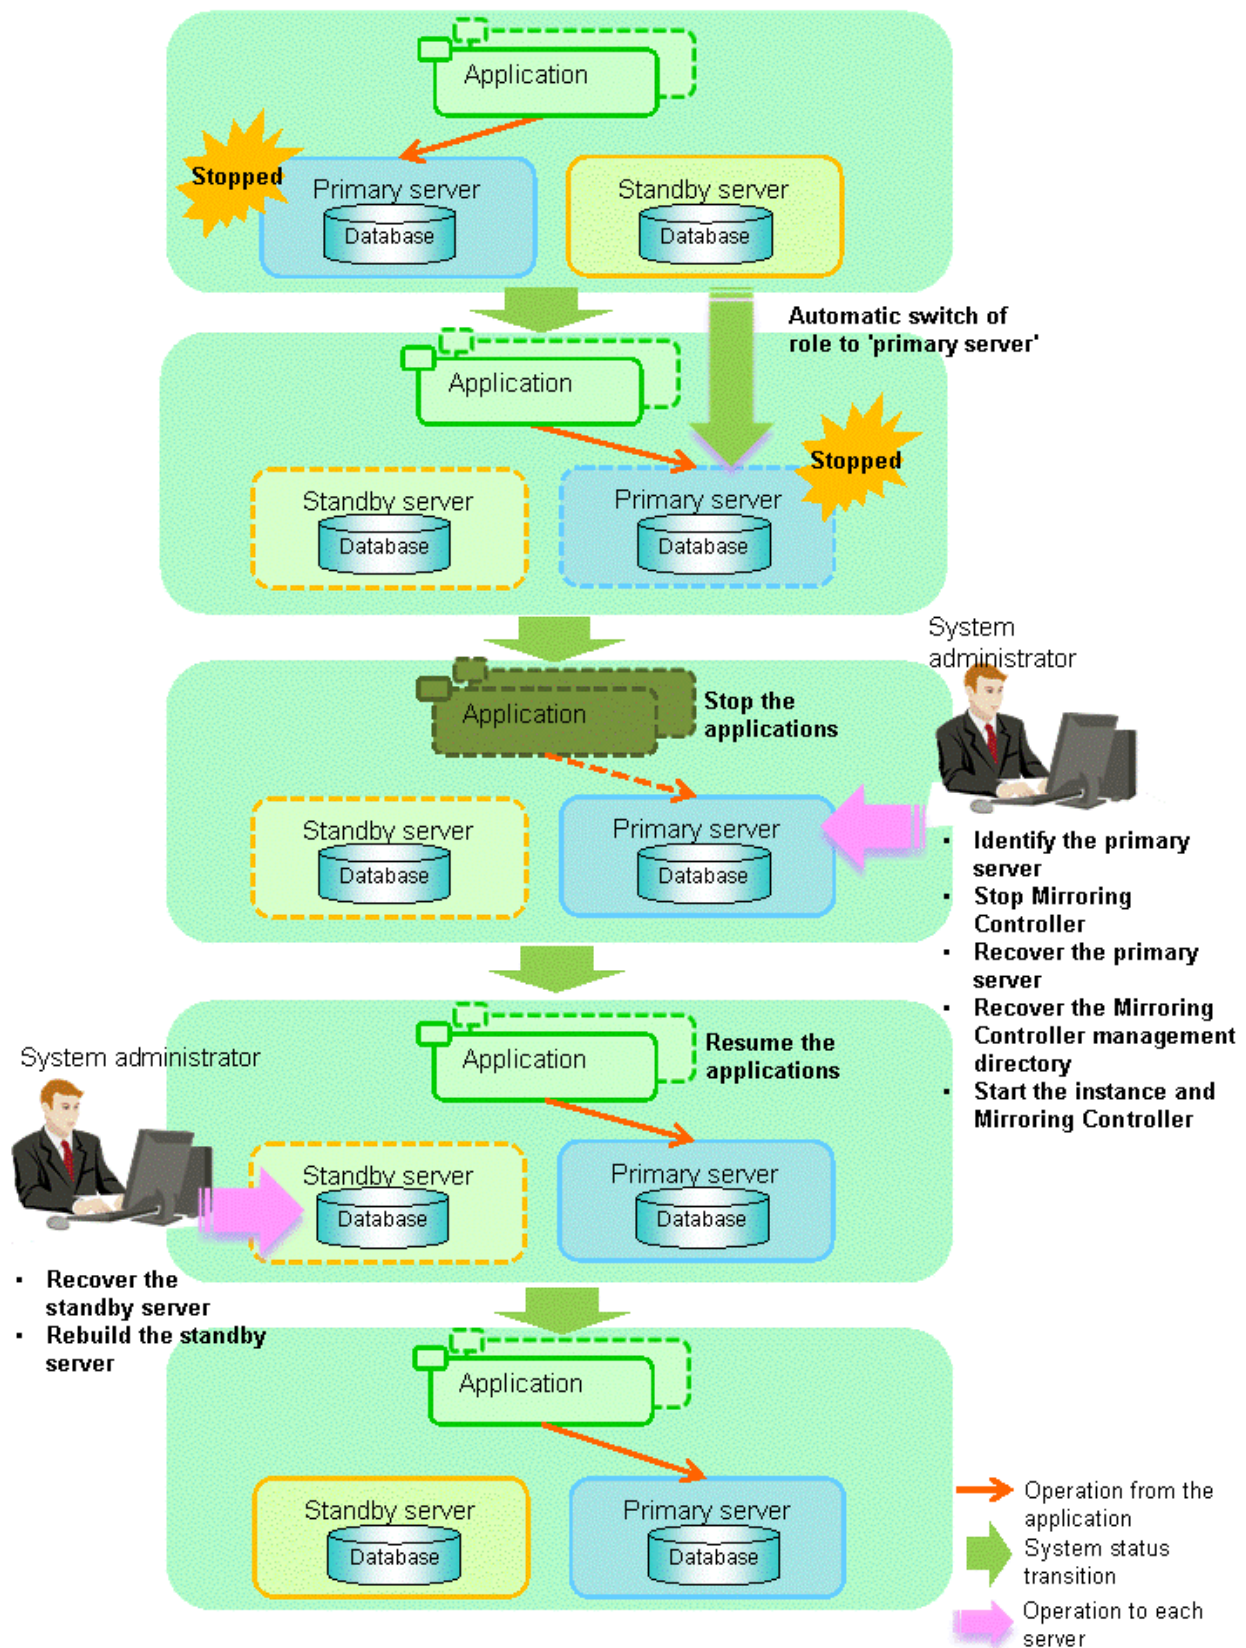 Application
Stopped
Primary server
Database
Standby server
Database
Automatic switch of
role to 'primary server'
Application
Stopped
Standby server
Database
Primary server
Database
System
administrator
Application
Stop the
applications
Standby server
Database
Primary server
Database
▪ Identify the primary
server
▪ Stop Mirroring
Controller
▪ Recover the primary
server
▪ Recover the Mirroring
Controller management
directory
▪ Start the instance and
Mirroring Controller
Application
Resume the
applications
System administrator
Standby server
Database
Primary server
Database
▪ Recover the
standby server
▪ Rebuild the standby
server
Application
Standby server
Database
Primary server
Database
Operation from the
application
System status
transition
Operation to each
server